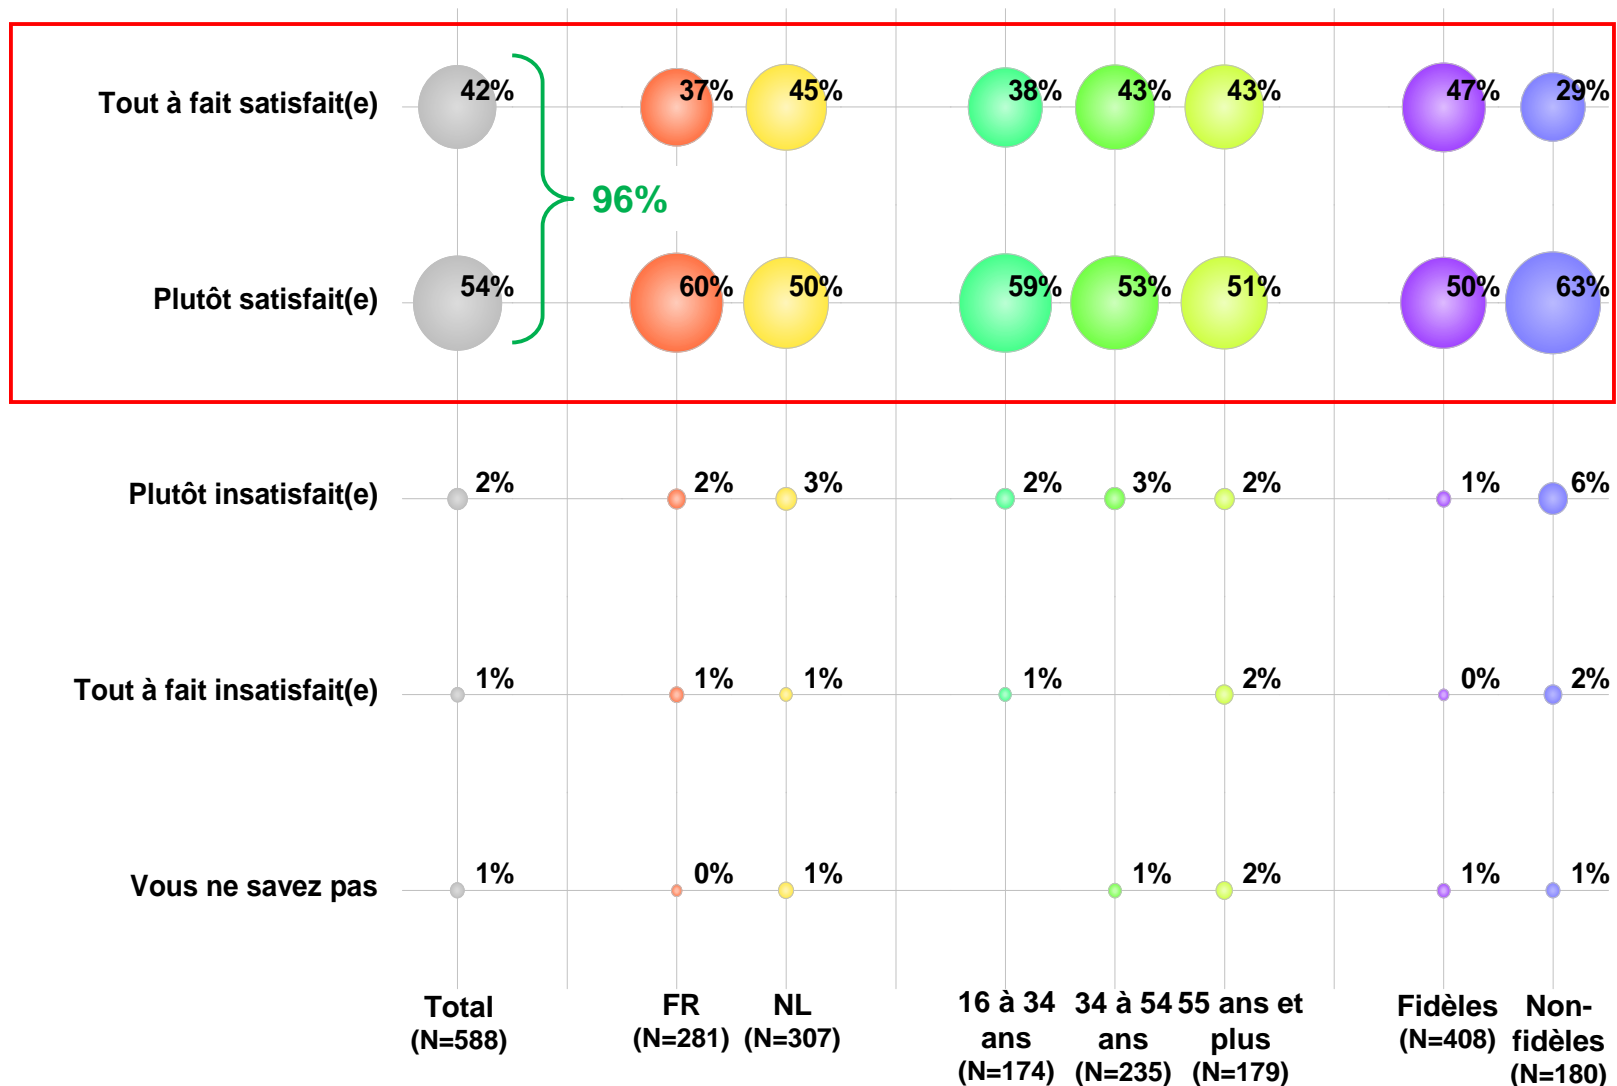 Tout à fait satisfait(e) 42% 37% 45% 38% 43% 43% 47% 29%
96%
Plutôt satisfait(e) 54% 60% 50% 59% 53% 51% 50% 63%
Plutôt insatisfait(e) 2% 2% 3% 2% 3% 2% 1% 6%
Tout à fait insatisfait(e) 1% 1% 1% 1% 2% 0% 2%
Vous ne savez pas 1% 0% 1% 1% 2% 1% 1%
Total
(N=588)
FR
(N=281)
NL
(N=307)
16 à 34
ans
(N=174)
34 à 54
ans
(N=235)
55 ans et
plus
(N=179)
Fidèles
(N=408)
Non-
fidèles
(N=180)